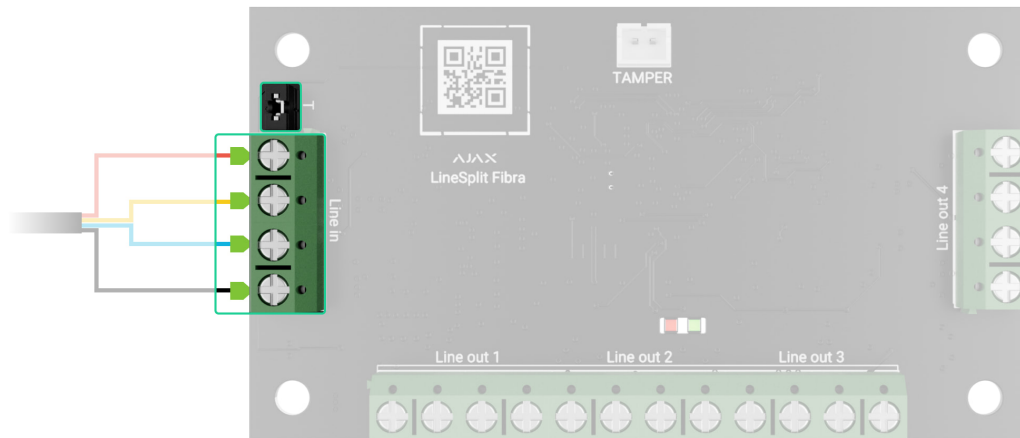 TAMPER
T
AJAX
LineSplit Fibra
Line in
Line out 4
Line out 1
Line out 2
Line out 3